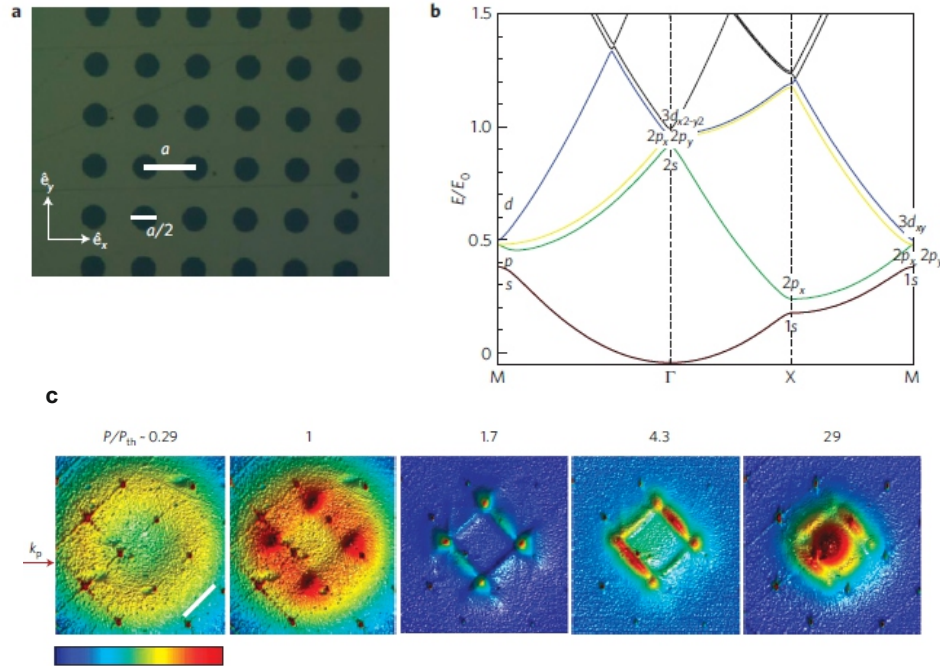 a
a
a/2
ê_y
ê_x
b
E/E_0
1.5
1.0
0.5
0
3d_x2-y2
2p_x 2p_y
2s
d
p
s
2p_x
1s
3d_xy
2p_x 2p_y
1s
M Γ X M
c
P/P_th ~ 0.29 1 1.7 4.3 29
k_p